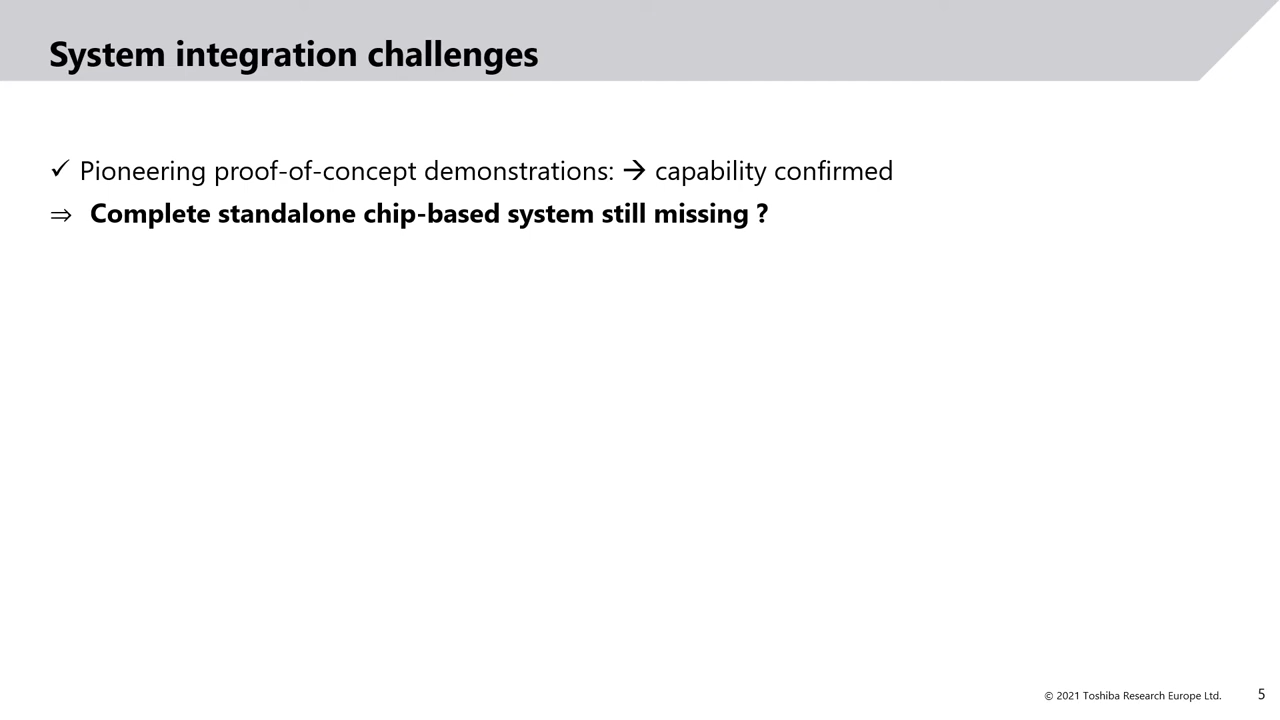 System integration challenges
✓ Pioneering proof-of-concept demonstrations: → capability confirmed
⇒ Complete standalone chip-based system still missing ?
© 2021 Toshiba Research Europe Ltd. 5